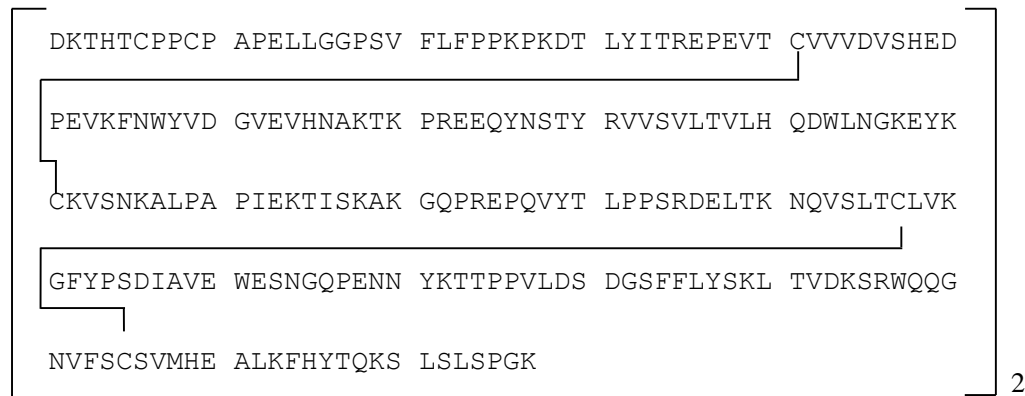 DKTHTCPPCP APELLGGPSV FLFPPKPKDT LYITREPEVT CVVVDVSHED
PEVKFNWYVD GVEVHNAKTK PREEQYNSTY RVVSVLTVLH QDWLNGKEYK
CKVSNKALPA PIEKTISKAK GQPREPQVYT LPPSRDELTK NQVSLTCLVK
GFYPSDIAVE WESNGQPENN YKTTPPVLDS DGSFFLYSKL TVDKSRWQQG
NVFSCSVMHE ALKFHYTQKS LSLSPGK
2